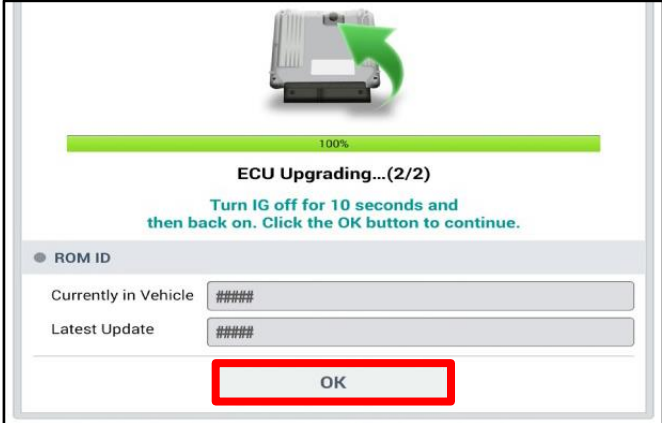 100%
ECU Upgrading...(2/2)
Turn IG off for 10 seconds and
then back on. Click the OK button to continue.
ROM ID
Currently in Vehicle #####
Latest Update #####
OK